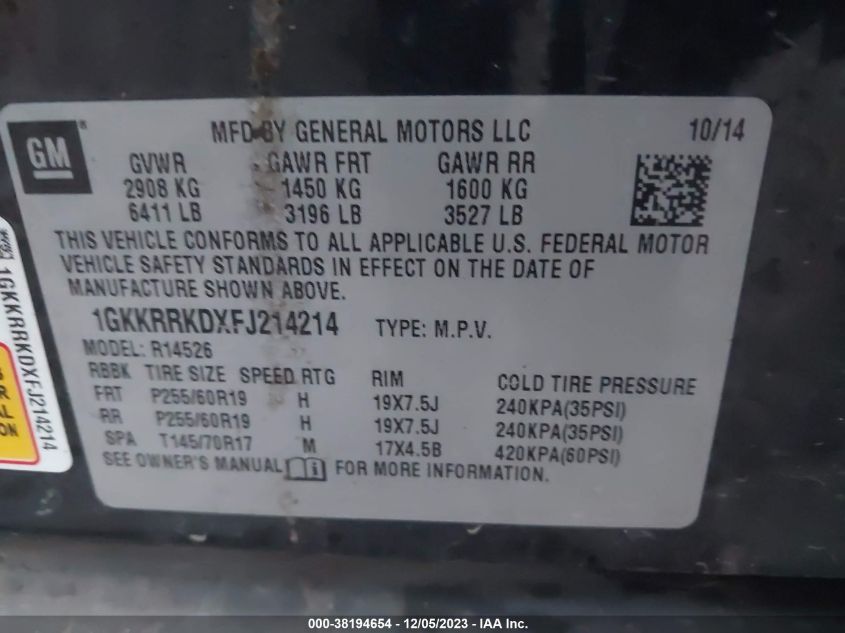 GM ® MFD BY GENERAL MOTORS LLC 10/14
GVWR GAWR FRT GAWR RR
2908 KG 1450 KG 1600 KG
6411 LB 3196 LB 3527 LB
THIS VEHICLE CONFORMS TO ALL APPLICABLE U.S. FEDERAL MOTOR
VEHICLE SAFETY STANDARDS IN EFFECT ON THE DATE OF
MANUFACTURE SHOWN ABOVE.
1GKKRRKDXFJ214214 TYPE: M.P.V.
MODEL: R14526
RBBK TIRE SIZE SPEED RTG RIM COLD TIRE PRESSURE
FRT P255/60R19 H 19X7.5J 240KPA(35PSI)
RR P255/60R19 H 19X7.5J 240KPA(35PSI)
SPA T145/70R17 M 17X4.5B 420KPA(60PSI)
SEE OWNER'S MANUAL i FOR MORE INFORMATION.
1GKKRRKDXFJ214214
000-38194654 - 12/05/2023 - IAA Inc.